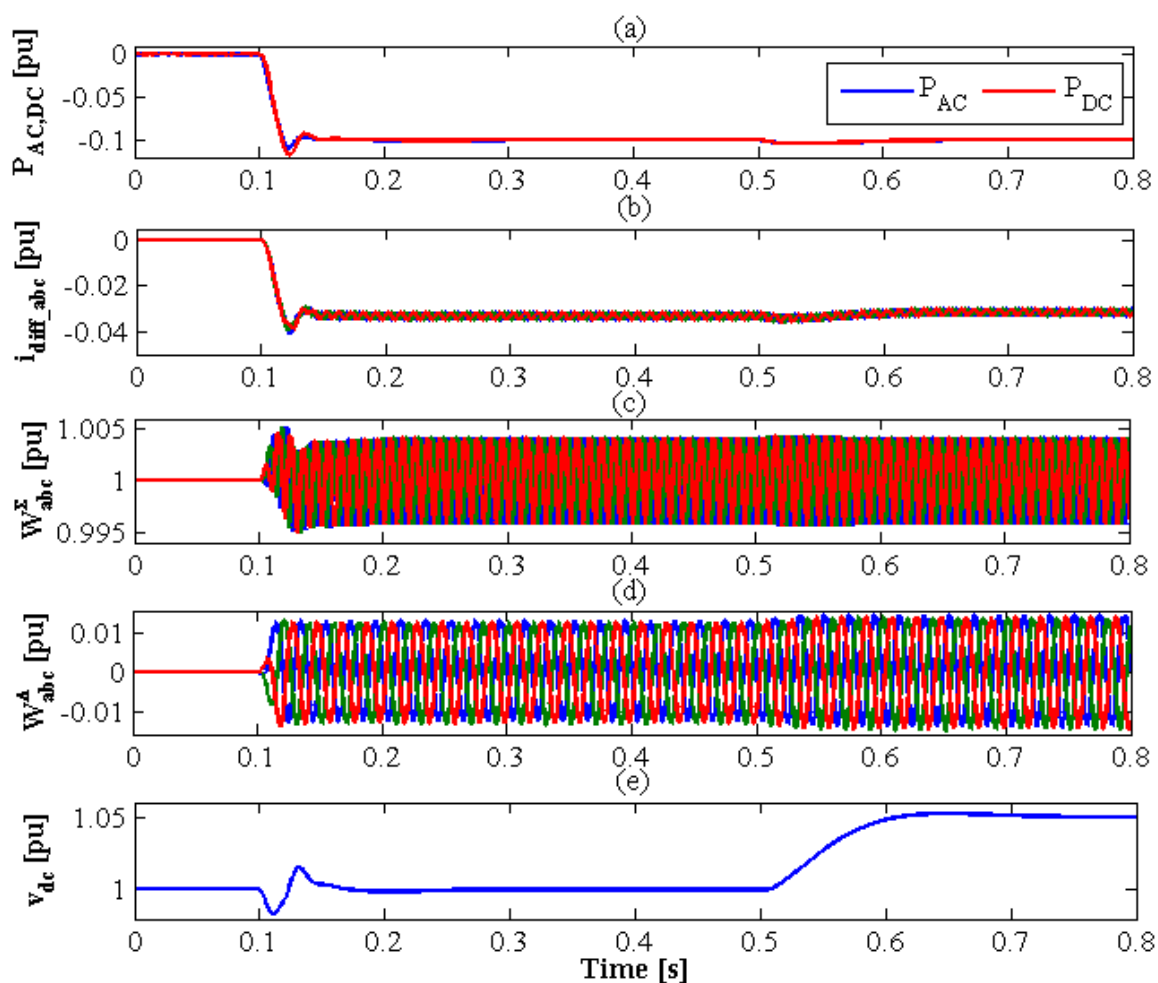 (a)
P_AC,DC [pu]
0
-0.05
-0.1
P_AC P_DC
0 0.1 0.2 0.3 0.4 0.5 0.6 0.7 0.8
(b)
i_diff_abc [pu]
0
-0.02
-0.04
0 0.1 0.2 0.3 0.4 0.5 0.6 0.7 0.8
(c)
W^Σ_abc [pu]
1.005
1
0.995
0 0.1 0.2 0.3 0.4 0.5 0.6 0.7 0.8
(d)
W^Δ_abc [pu]
0.01
0
-0.01
0 0.1 0.2 0.3 0.4 0.5 0.6 0.7 0.8
(e)
v_dc [pu]
1.05
1
0 0.1 0.2 0.3 0.4 0.5 0.6 0.7 0.8
Time [s]